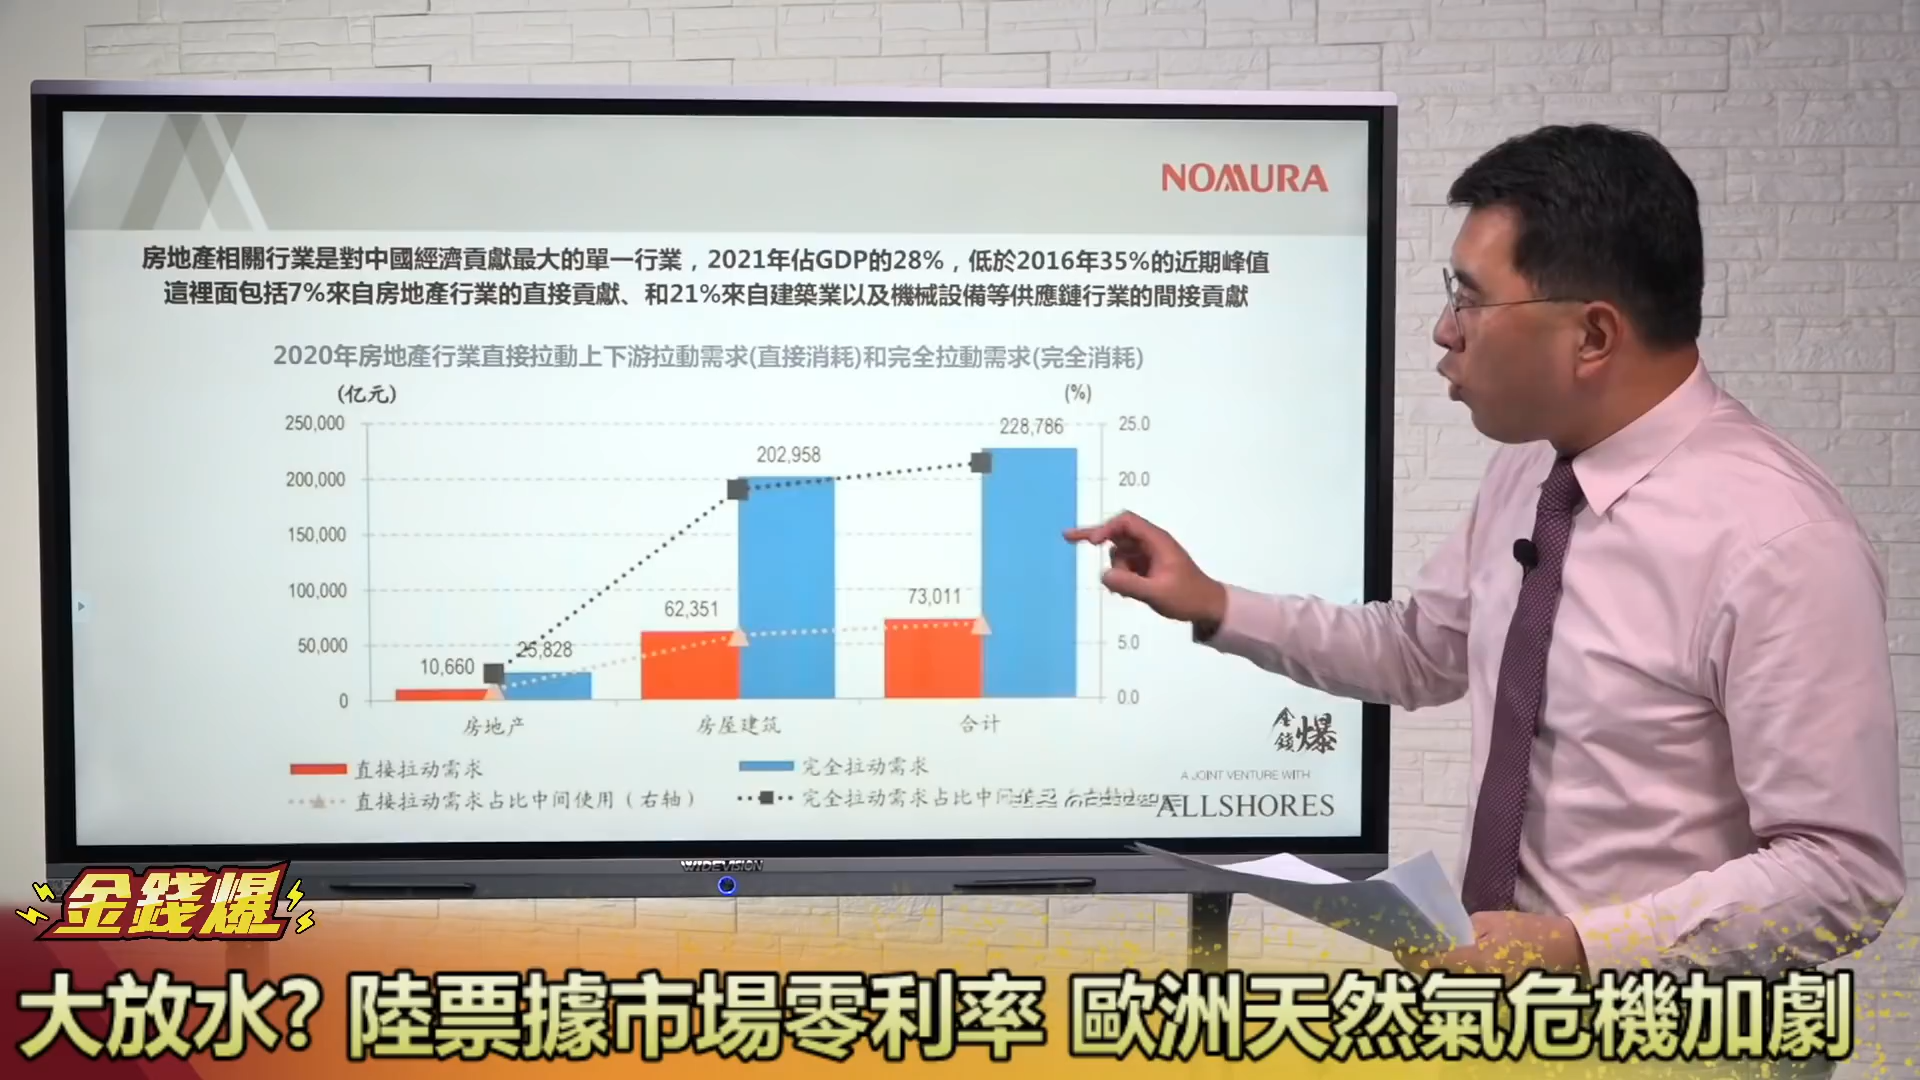 NOMURA
房地產相關行業是對中國經濟貢獻最大的單一行業，2021年佔GDP的28%，低於2016年35%的近期峰值
這裡面包括7%來自房地產行業的直接貢獻、和21%來自建築業以及機械設備等供應鏈行業的間接貢獻
2020年房地產行業直接拉動上下游拉動需求(直接消耗)和完全拉動需求(完全消耗)
(亿元)
(%)
250,000
200,000
150,000
100,000
50,000
0
25.0
20.0
5.0
0.0
10,660
25,828
62,351
202,958
73,011
228,786
房地产
房屋建筑
合计
直接拉动需求
完全拉动需求
直接拉动需求占比中间使用（右轴）
完全拉动需求占比中
金錢爆
A JOINT VENTURE WITH
ALLSHORES
WIDEVISION
金錢爆
大放水? 陸票據市場零利率 歐洲天然氣危機加劇